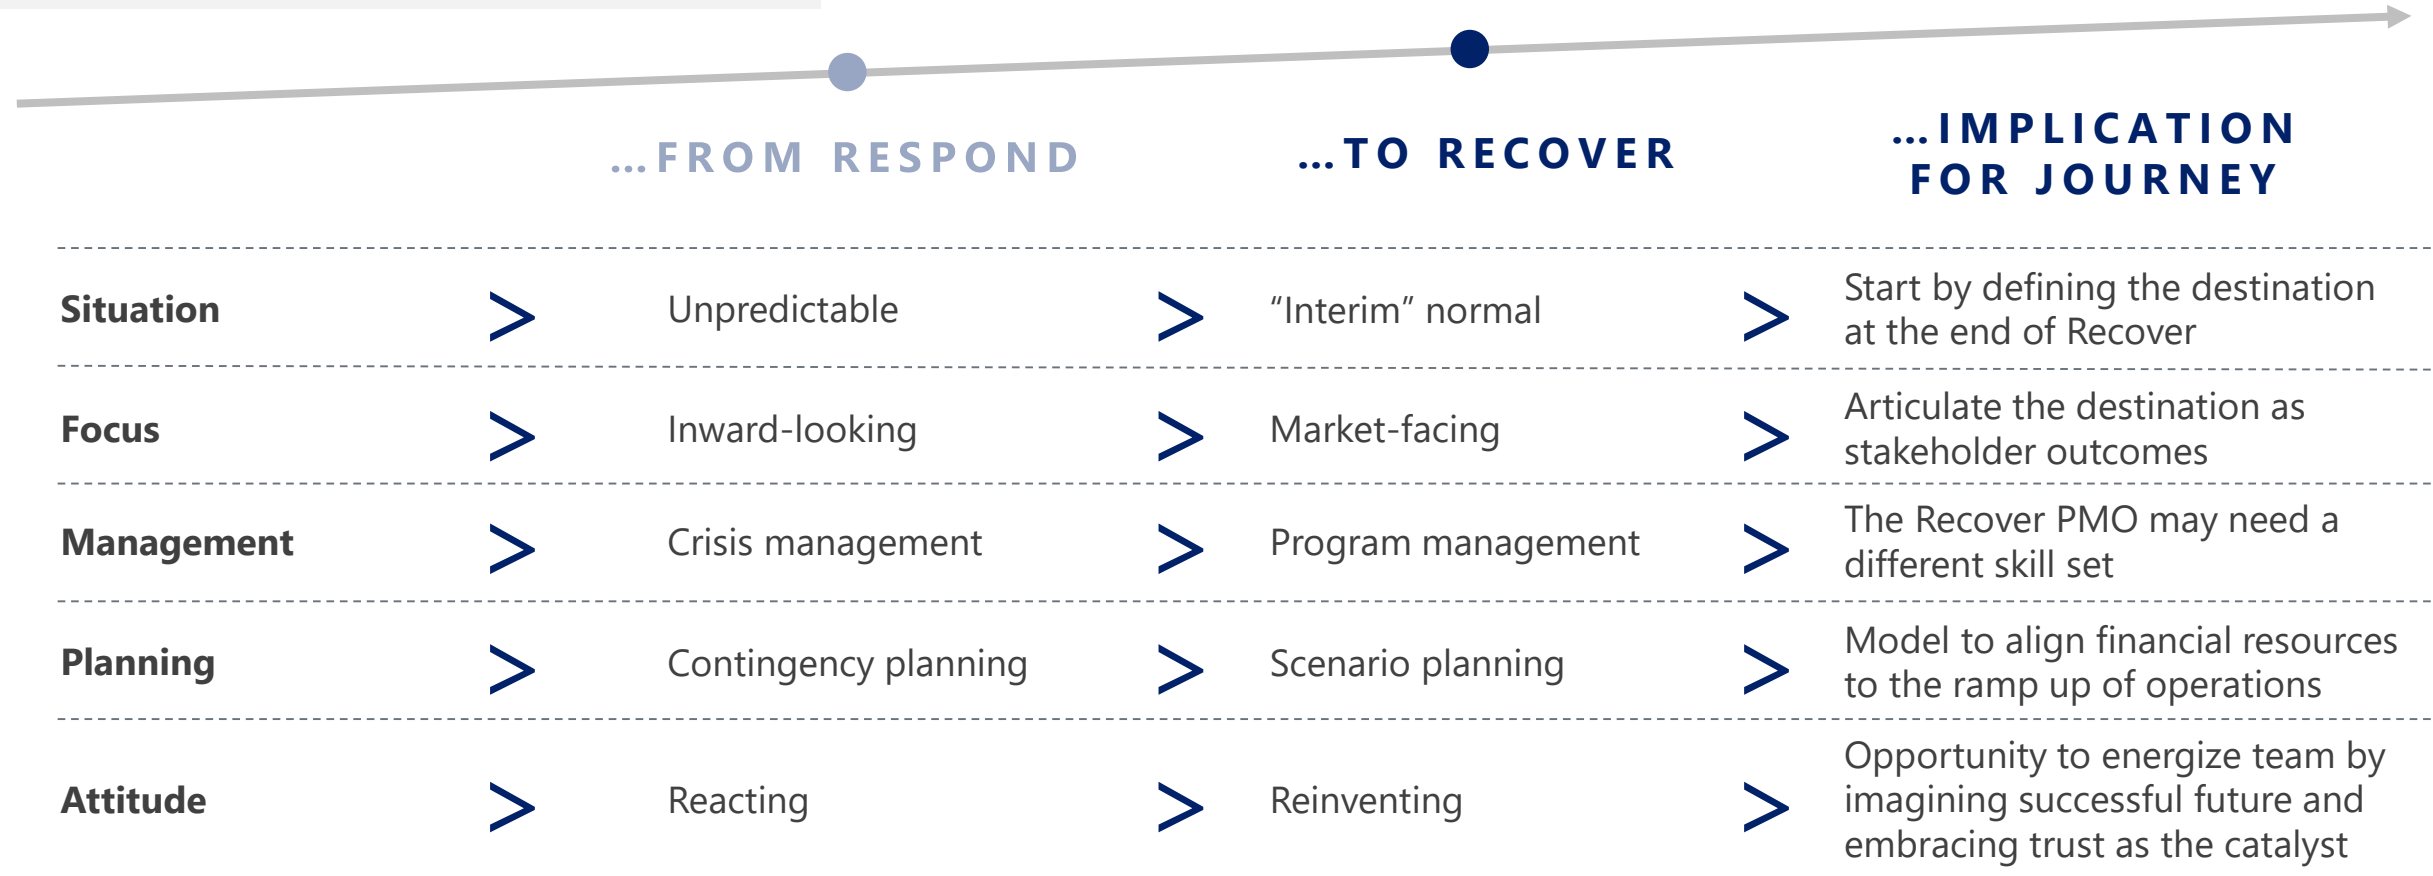 ...FROM RESPOND
...TO RECOVER
...IMPLICATION
FOR JOURNEY
Situation > Unpredictable > “Interim” normal > Start by defining the destination
at the end of Recover
Focus > Inward-looking > Market-facing > Articulate the destination as
stakeholder outcomes
Management > Crisis management > Program management > The Recover PMO may need a
different skill set
Planning > Contingency planning > Scenario planning > Model to align financial resources
to the ramp up of operations
Attitude > Reacting > Reinventing > Opportunity to energize team by
imagining successful future and
embracing trust as the catalyst